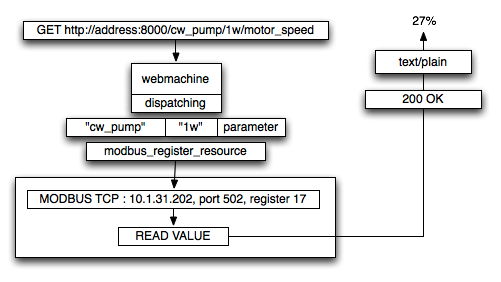 GET http://address:8000/cw_pump/1w/motor_speed
webmachine
dispatching
"cw_pump" "1w" parameter
modbus_register_resource
MODBUS TCP : 10.1.31.202, port 502, register 17
READ VALUE
27%
text/plain
200 OK